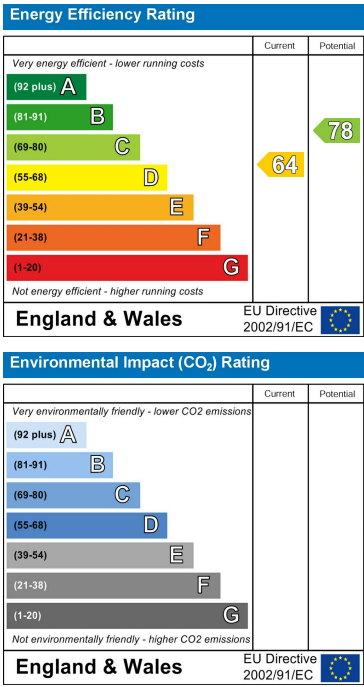 Energy Efficiency Rating
Current Potential
Very energy efficient - lower running costs
(92 plus) A
(81-91) B
(69-80) C
(55-68) D
(39-54) E
(21-38) F
(1-20) G
64
78
Not energy efficient - higher running costs
England & Wales
EU Directive
2002/91/EC
Environmental Impact (CO₂) Rating
Current Potential
Very environmentally friendly - lower CO2 emissions
(92 plus) A
(81-91) B
(69-80) C
(55-68) D
(39-54) E
(21-38) F
(1-20) G
Not environmentally friendly - higher CO2 emissions
England & Wales
EU Directive
2002/91/EC